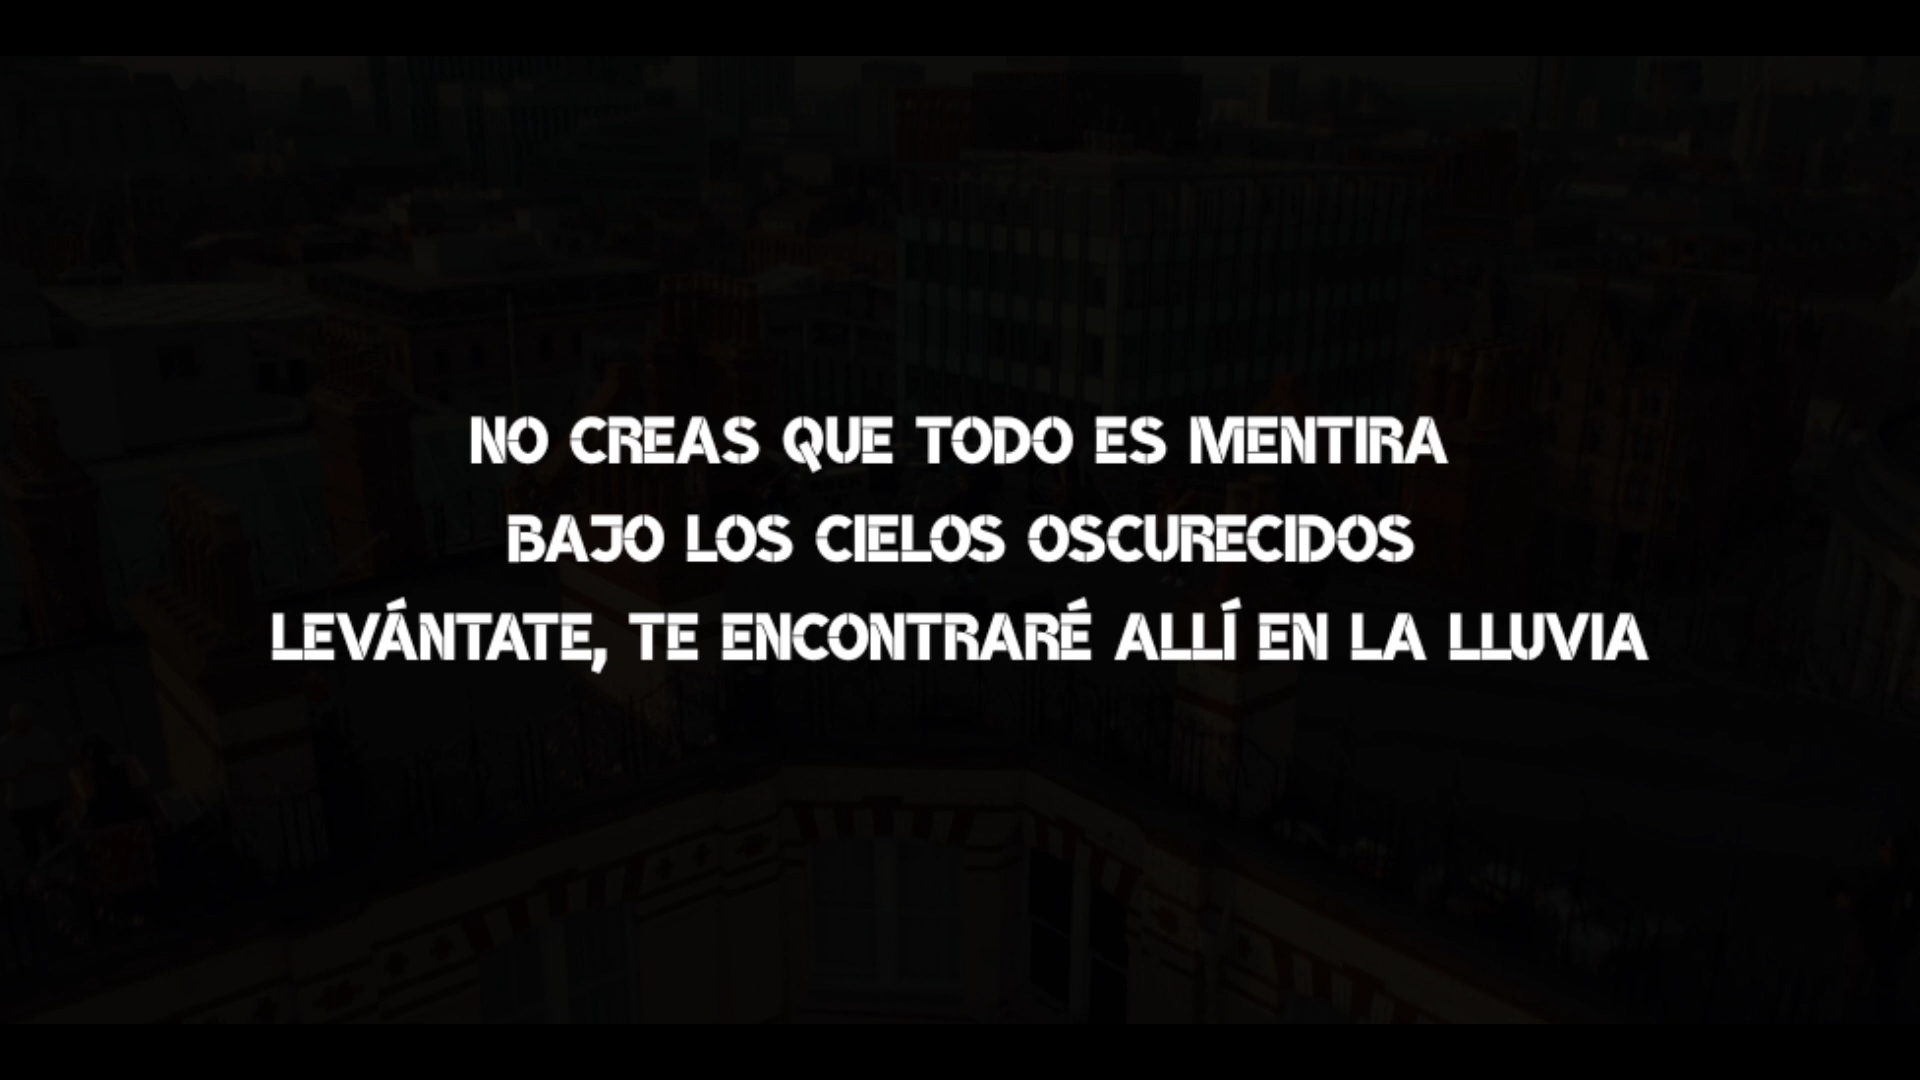 NO CREAS QUE TODO ES MENTIRA
BAJO LOS CIELOS OSCURECIDOS
LEVÁNTATE, TE ENCONTRARÉ ALLÍ EN LA LLUVIA